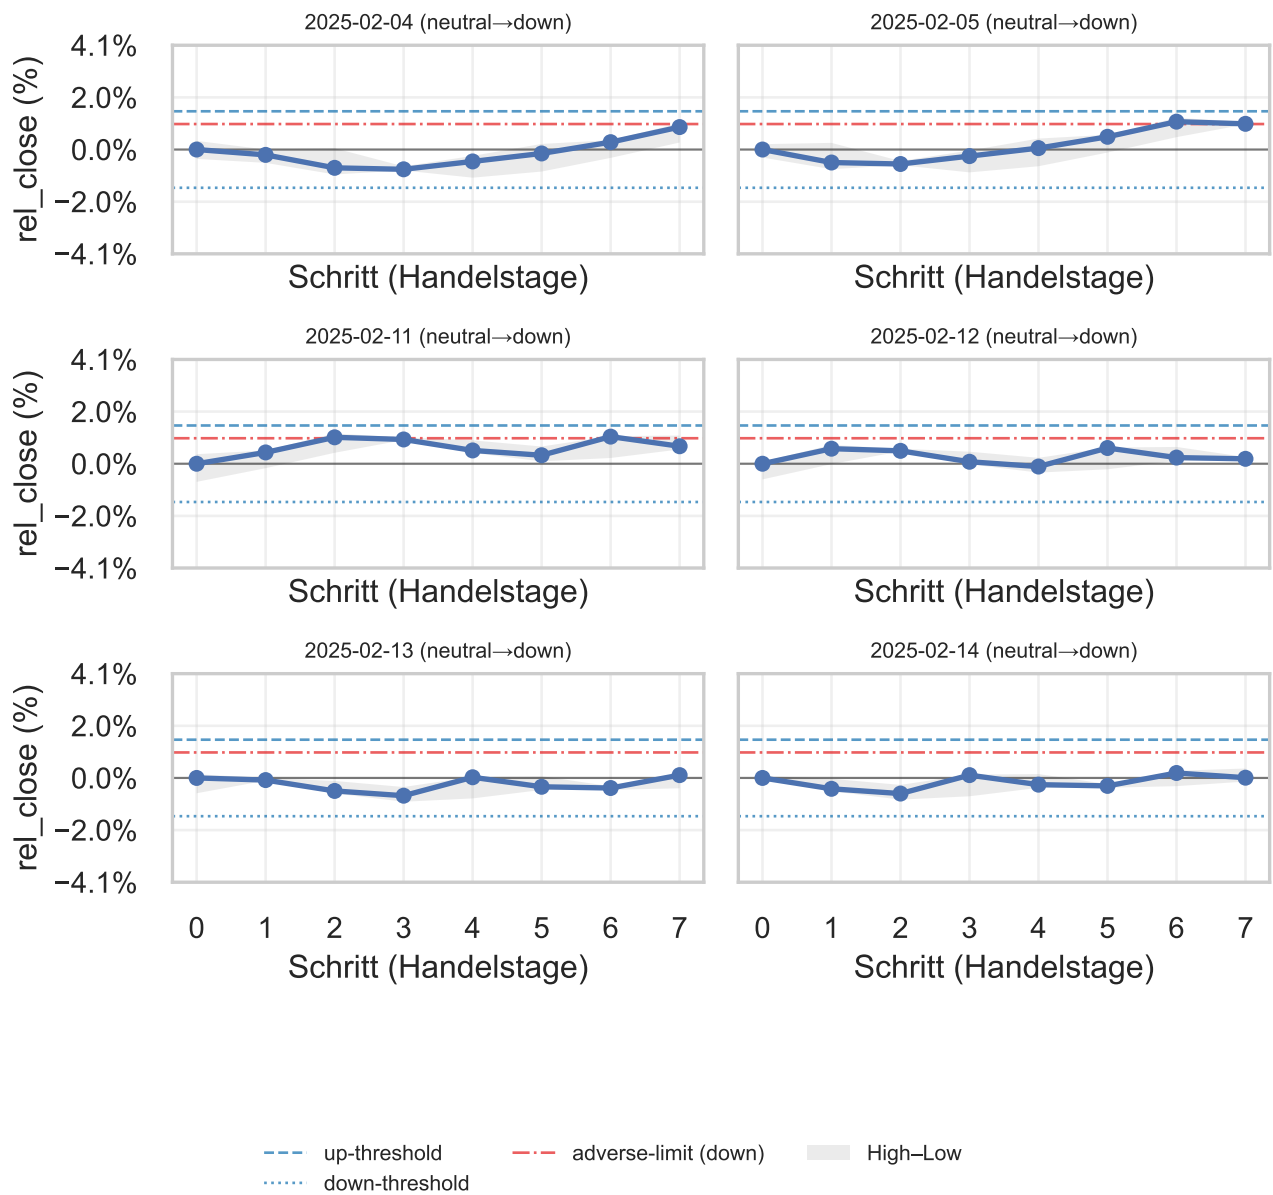 2025-02-04 (neutral→down)
2025-02-05 (neutral→down)
4.1%
2.0%
0.0%
−2.0%
−4.1%
rel_close (%)
Schritt (Handelstage)
Schritt (Handelstage)
2025-02-11 (neutral→down)
2025-02-12 (neutral→down)
4.1%
2.0%
0.0%
−2.0%
−4.1%
rel_close (%)
Schritt (Handelstage)
Schritt (Handelstage)
2025-02-13 (neutral→down)
2025-02-14 (neutral→down)
4.1%
2.0%
0.0%
−2.0%
−4.1%
rel_close (%)
0 1 2 3 4 5 6 7
0 1 2 3 4 5 6 7
Schritt (Handelstage)
Schritt (Handelstage)
up-threshold
adverse-limit (down)
High–Low
down-threshold